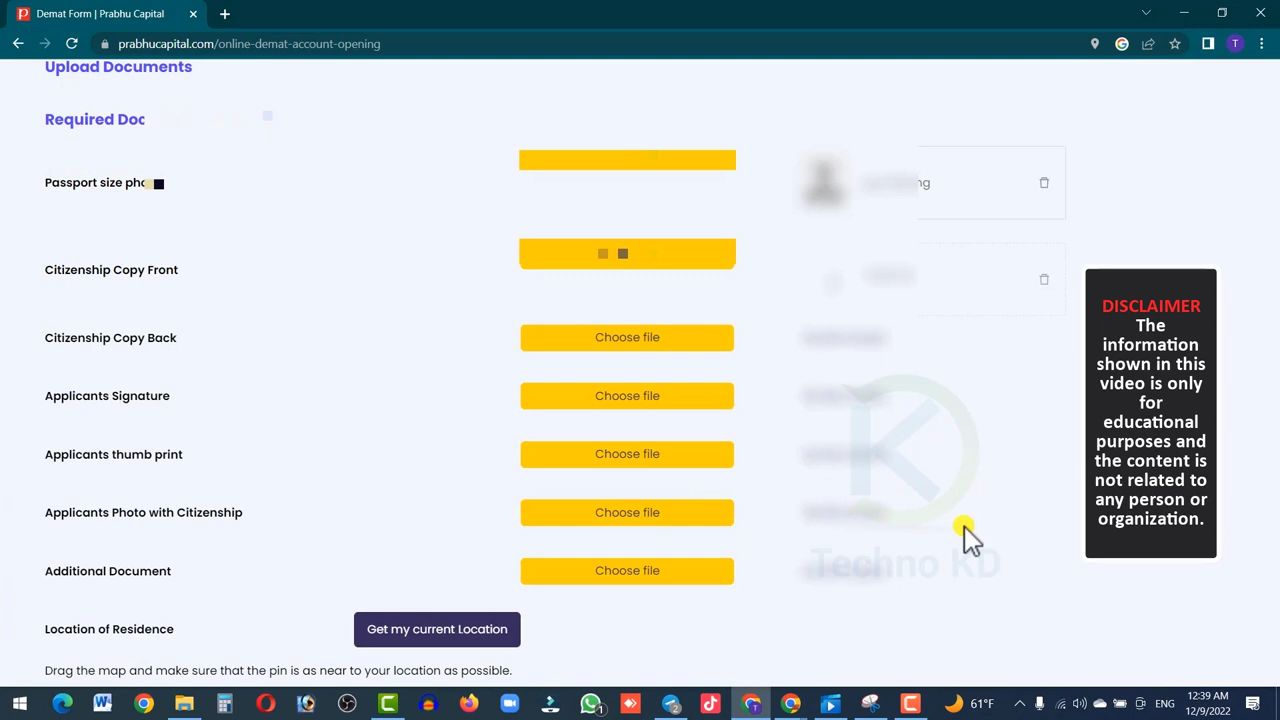 Demat Form | Prabhu Capital
prabhucapital.com/online-demat-account-opening
T
Upload Documents
Required Doc
Passport size pho
Citizenship Copy Front
Citizenship Copy Back
Choose file
Applicants Signature
Choose file
Applicants thumb print
Choose file
Applicants Photo with Citizenship
Choose file
Additional Document
Choose file
Location of Residence
Get my current Location
Drag the map and make sure that the pin is as near to your location as possible.
DISCLAIMER
The
information
shown in this
video is only
for
educational
purposes and
the content is
not related to
any person or
organization.
Techno KD
61°F
ENG
12:39 AM
12/9/2022